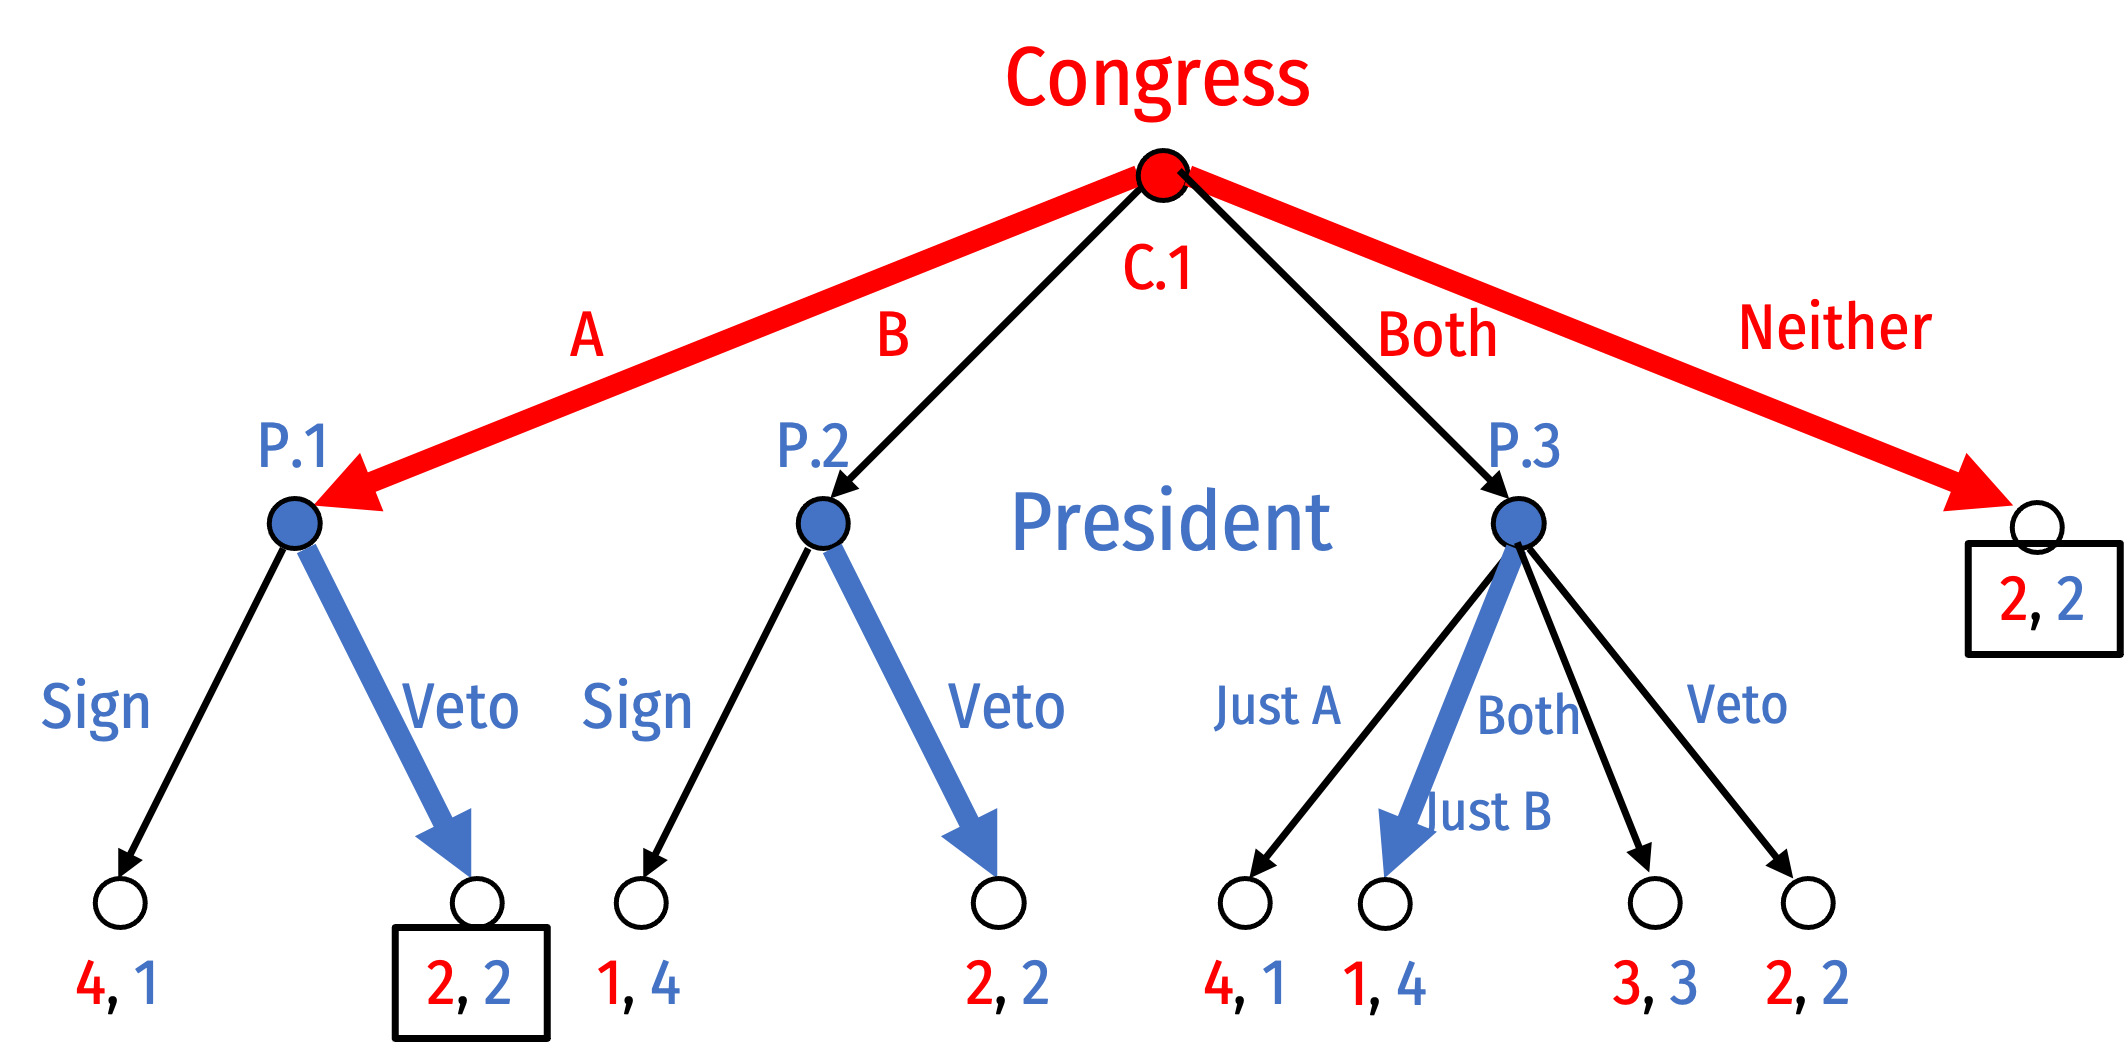 Congress
C.1
A
B
Both
Neither
P.1
P.2
P.3
President
2, 2
Sign
Veto
Sign
Veto
Just A
Both
Veto
Just B
4, 1
2, 2
1, 4
2, 2
4, 1
1, 4
3, 3
2, 2